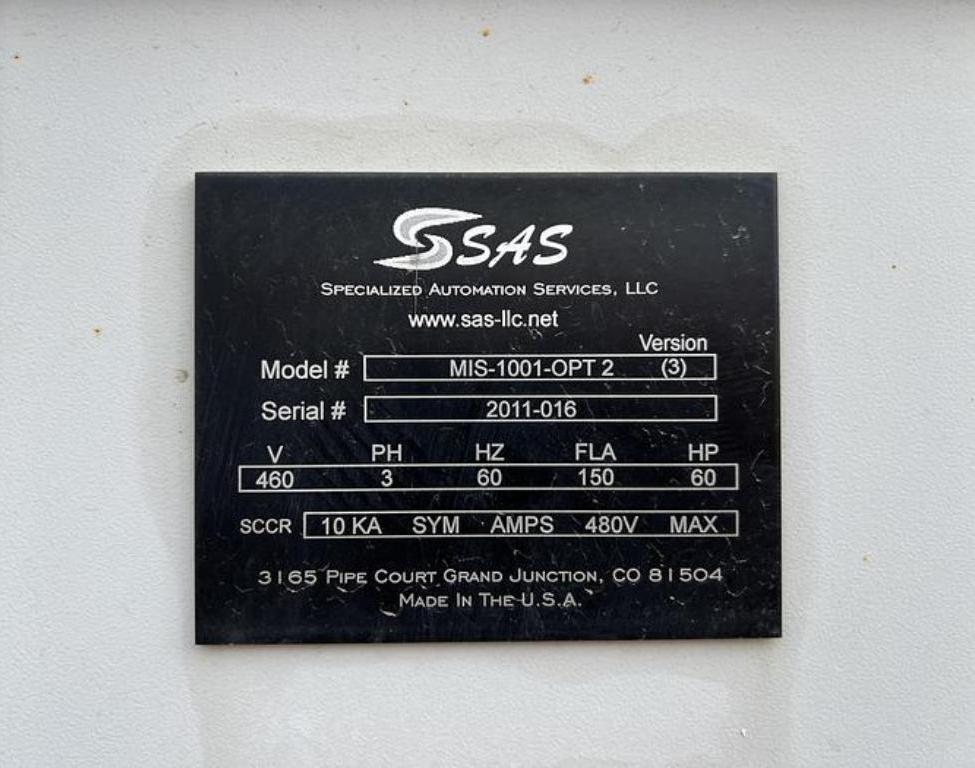 SAS
SPECIALIZED AUTOMATION SERVICES, LLC
www.sas-llc.net
Version
Model # MIS-1001-OPT 2 (3)
Serial # 2011-016
V PH HZ FLA HP
460 3 60 150 60
SCCR 10 KA SYM AMPS 480V MAX
3165 PIPE COURT GRAND JUNCTION, CO 81504
MADE IN THE U.S.A.